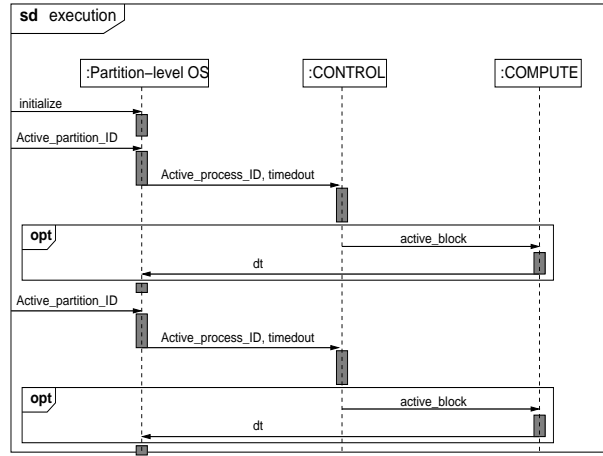 sd execution
:Partition-level OS :CONTROL :COMPUTE
initialize
Active_partition_ID
Active_process_ID, timedout
opt
active_block
dt
Active_partition_ID
Active_process_ID, timedout
opt
active_block
dt